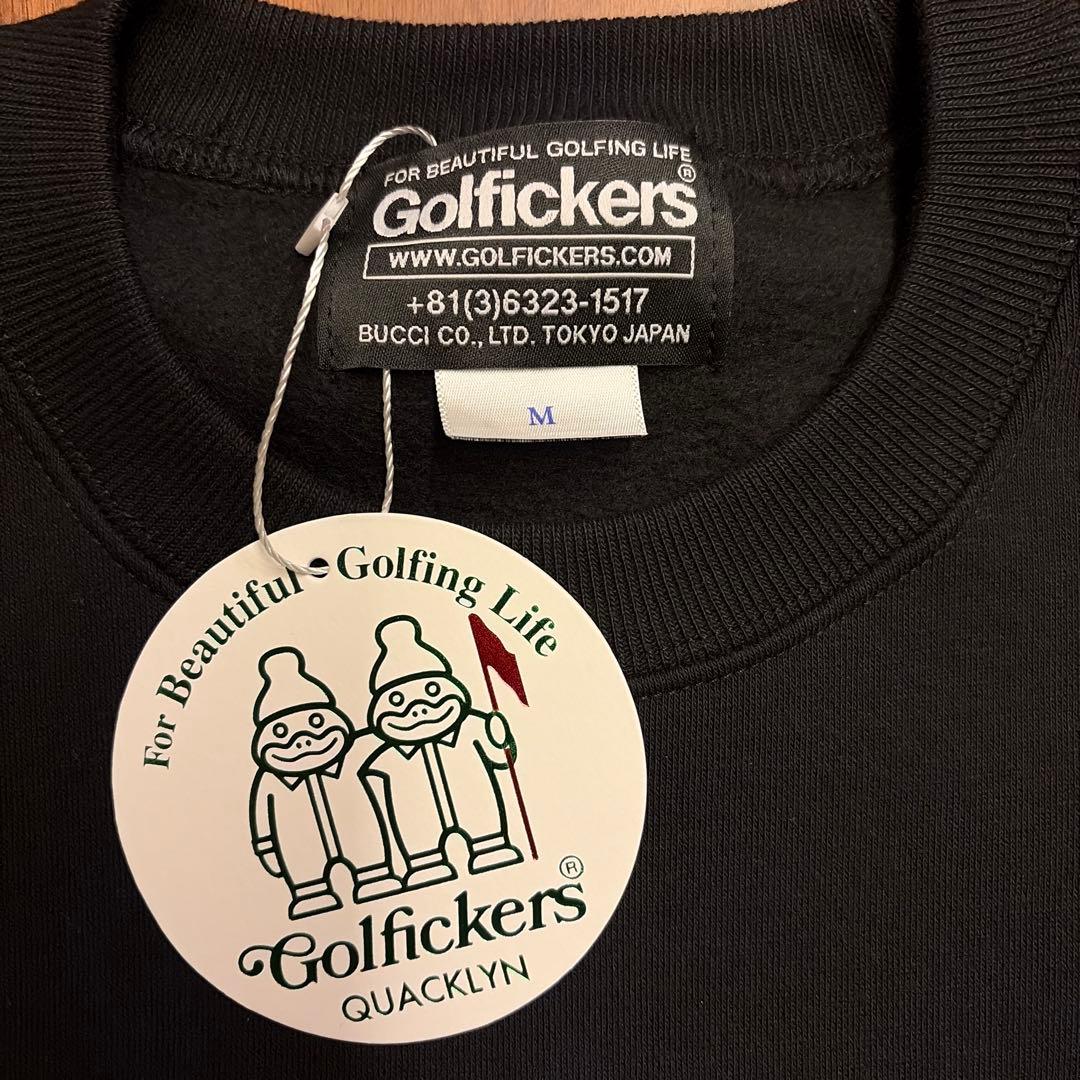 FOR BEAUTIFUL GOLFING LIFE
Golfickers®
WWW.GOLFICKERS.COM
+81(3)6323-1517
BUCCI CO., LTD. TOKYO JAPAN
M
For Beautiful Golfing Life
Golfickers®
QUACKLYN